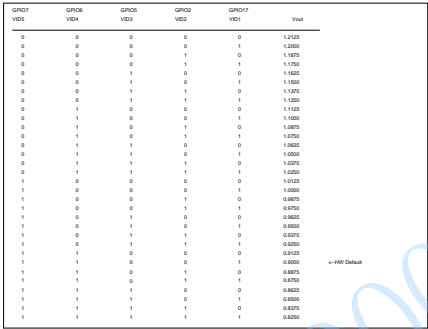 GPIO7 GPIO6 GPIO5 GPIO2 GPIO17
VID5 VID4 VID3 VID2 VID1 Vout
0 0 0 0 0 1.2125
0 0 0 0 1 1.2000
0 0 0 1 0 1.1875
0 0 0 1 1 1.1750
0 0 1 0 0 1.1625
0 0 1 0 1 1.1500
0 0 1 1 0 1.1375
0 0 1 1 1 1.1250
0 1 0 0 0 1.1125
0 1 0 0 1 1.1000
0 1 0 1 0 1.0875
0 1 0 1 1 1.0750
0 1 1 0 0 1.0625
0 1 1 0 1 1.0500
0 1 1 1 0 1.0375
0 1 1 1 1 1.0250
1 0 0 0 0 1.0125
1 0 0 0 1 1.0000
1 0 0 1 0 0.9875
1 0 0 1 1 0.9750
1 0 1 0 0 0.9625
1 0 1 0 1 0.9500
1 0 1 1 0 0.9375
1 0 1 1 1 0.9250
1 1 0 0 0 0.9125
1 1 0 0 1 0.9000 <--HW Default
1 1 0 1 0 0.8875
1 1 0 1 1 0.8750
1 1 1 0 0 0.8625
1 1 1 0 1 0.8500
1 1 1 1 0 0.8375
1 1 1 1 1 0.8250